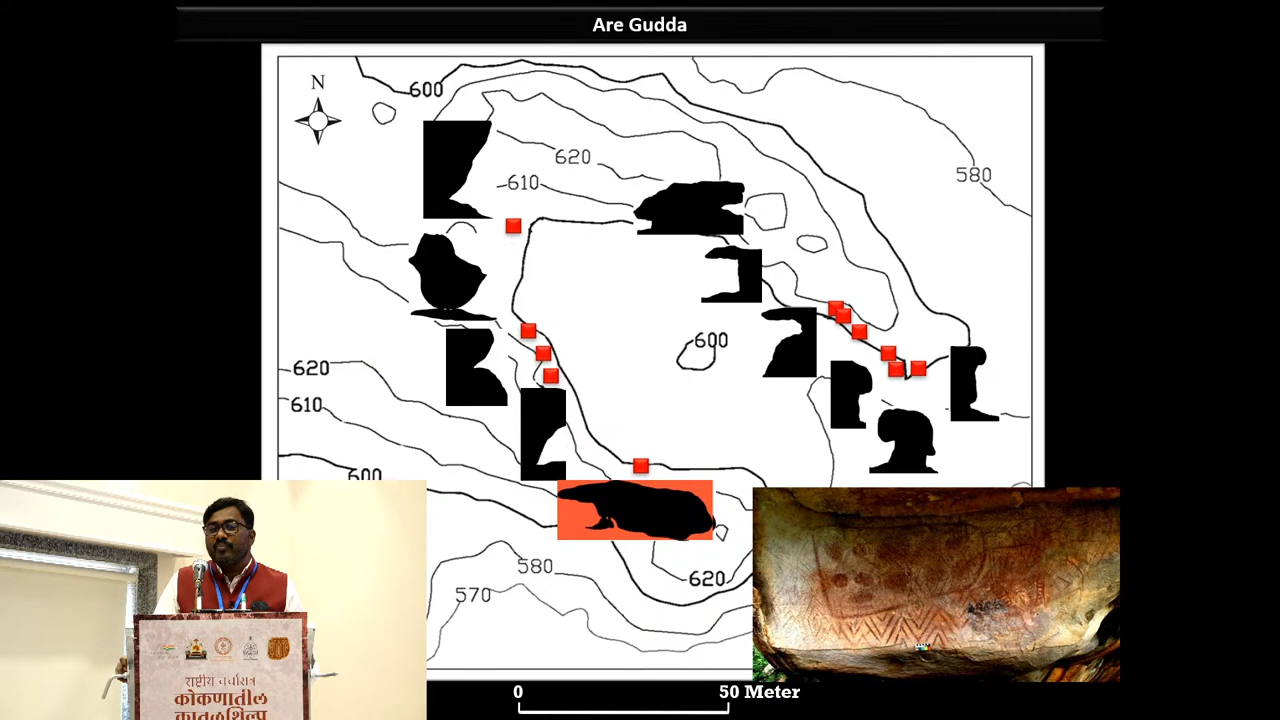 Are Gudda
N
600
580
620
610
600
620
610
600
580
570
620
0 50 Meter
राष्ट्रीय चर्चासत्र
कोकणातील
कातळशिल्प